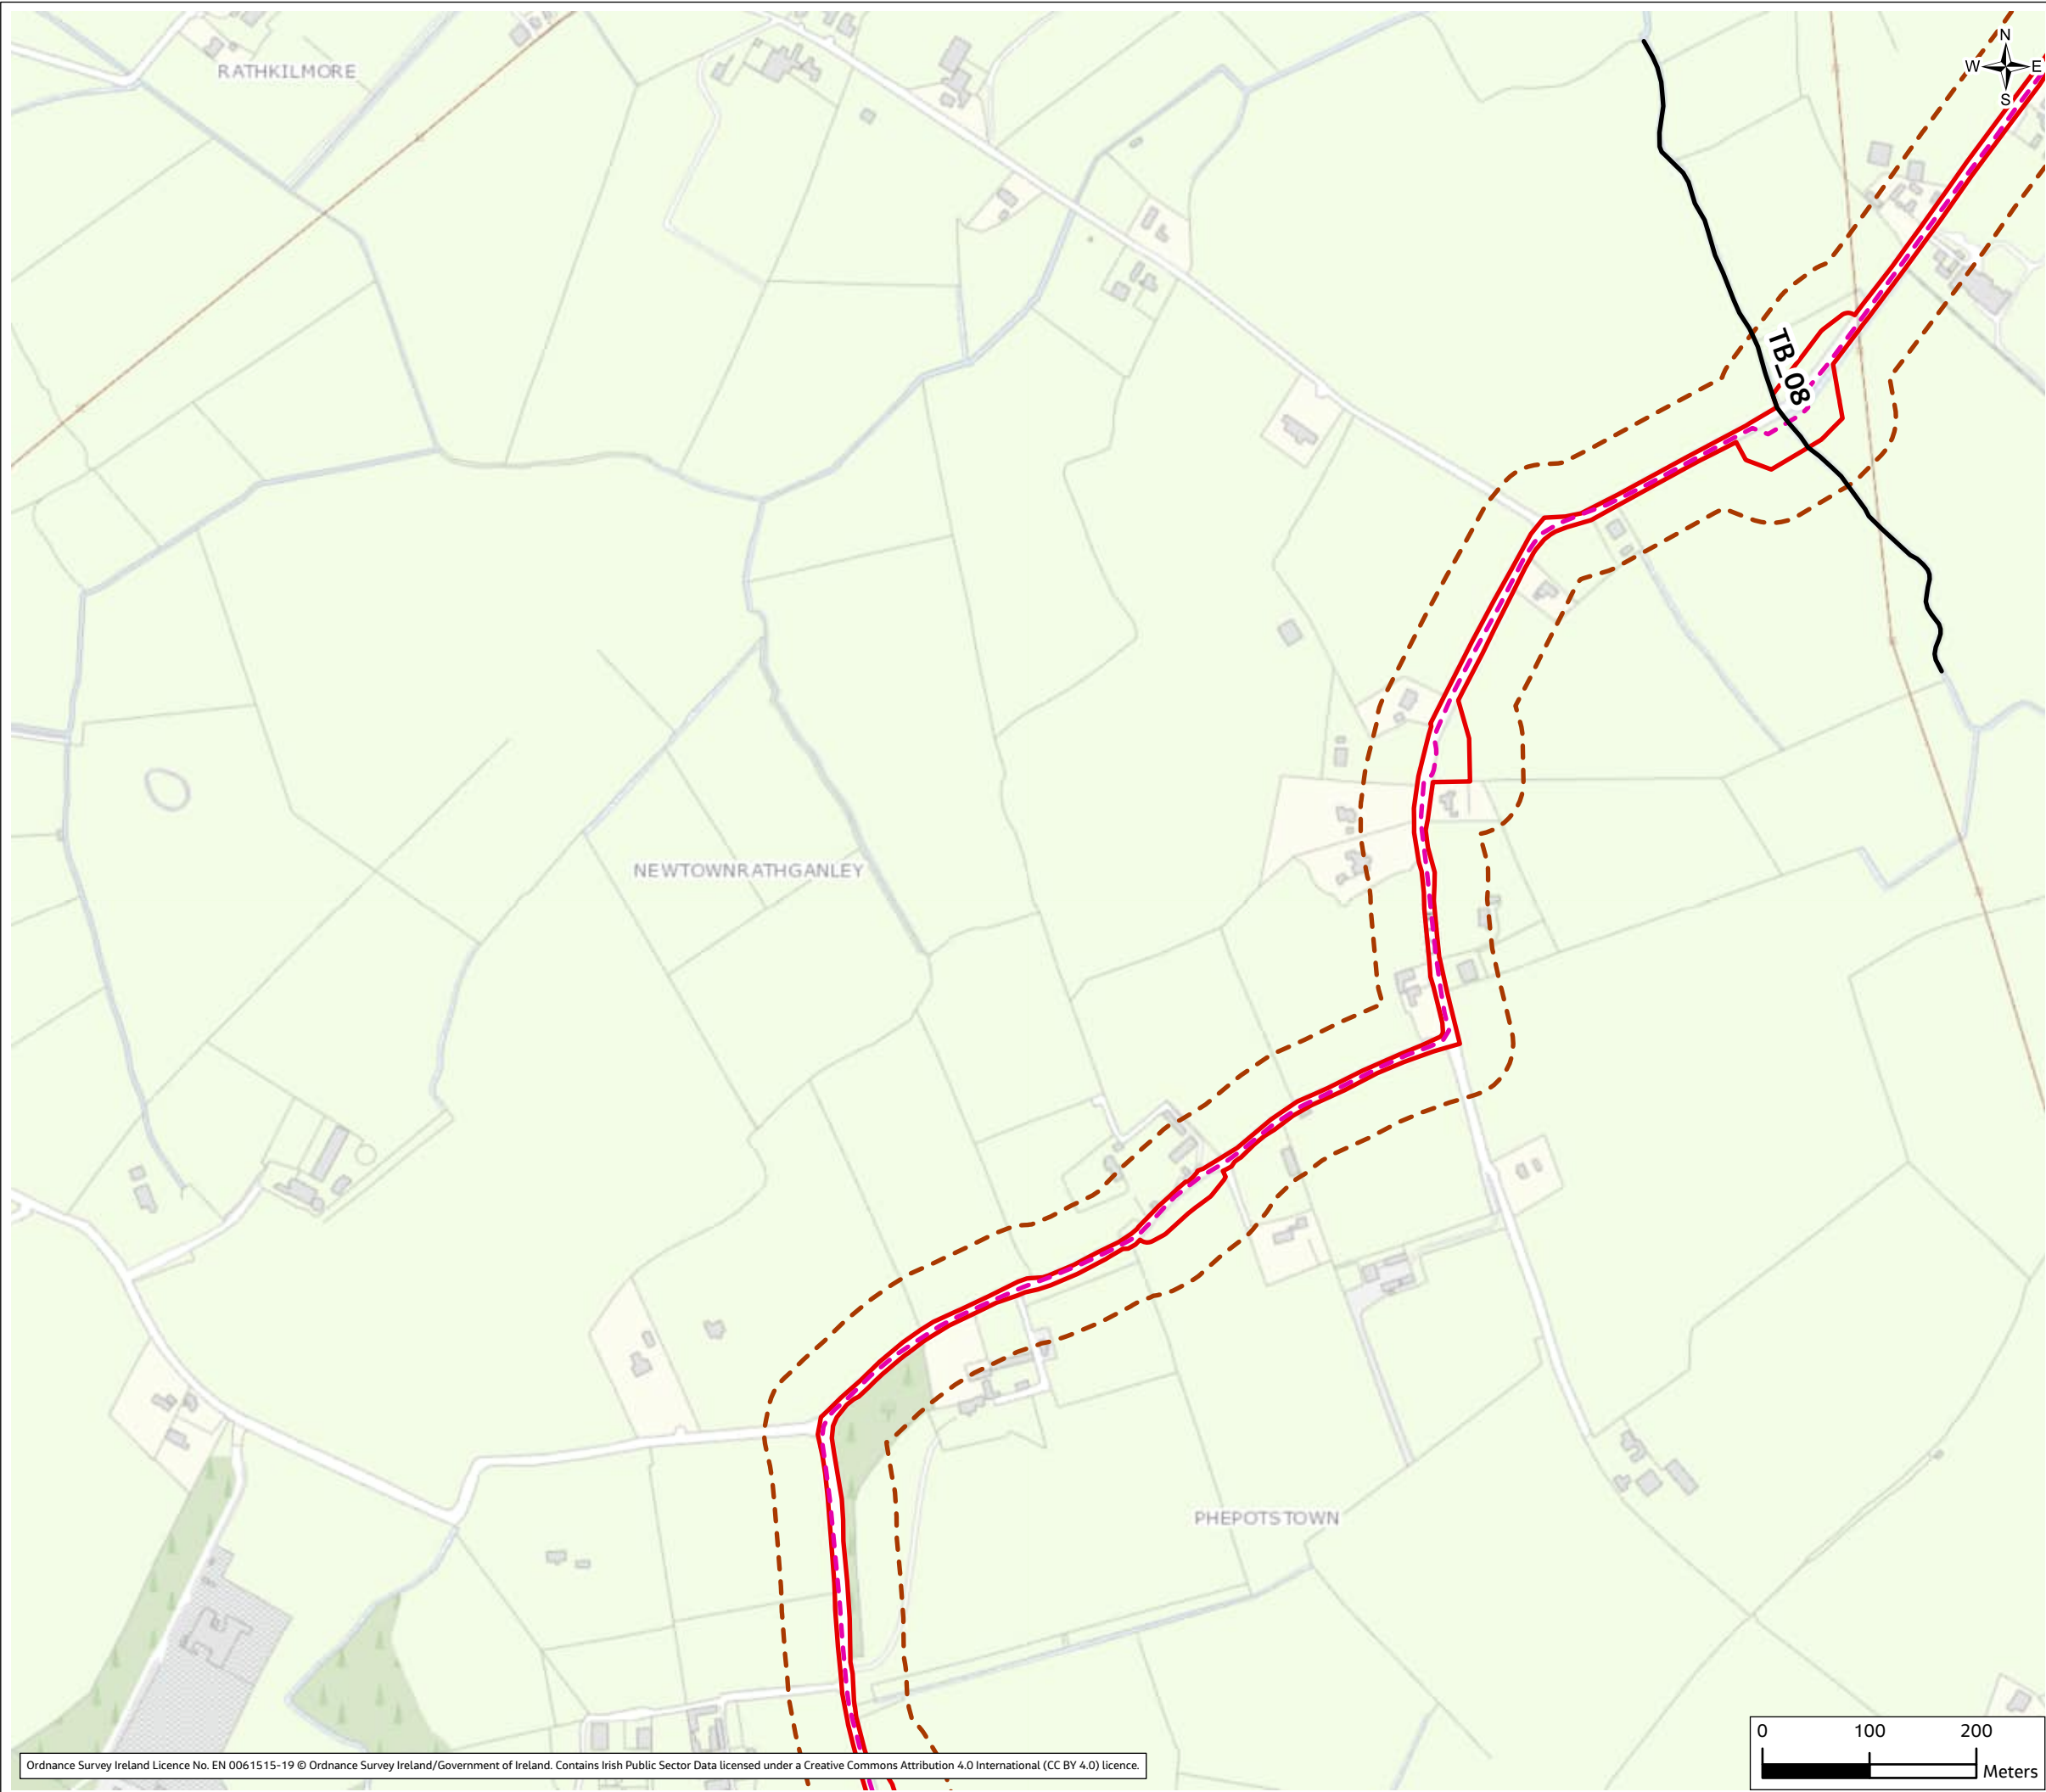 N
W E
S
RATHKILMORE
TB_08
NEWTOWNRATHGANLEY
PHEPOTSTOWN
0 100 200
Meters
Ordnance Survey Ireland Licence No. EN 0061515-19 © Ordnance Survey Ireland/Government of Ireland. Contains Irish Public Sector Data licensed under a Creative Commons Attribution 4.0 International (CC BY 4.0) licence.